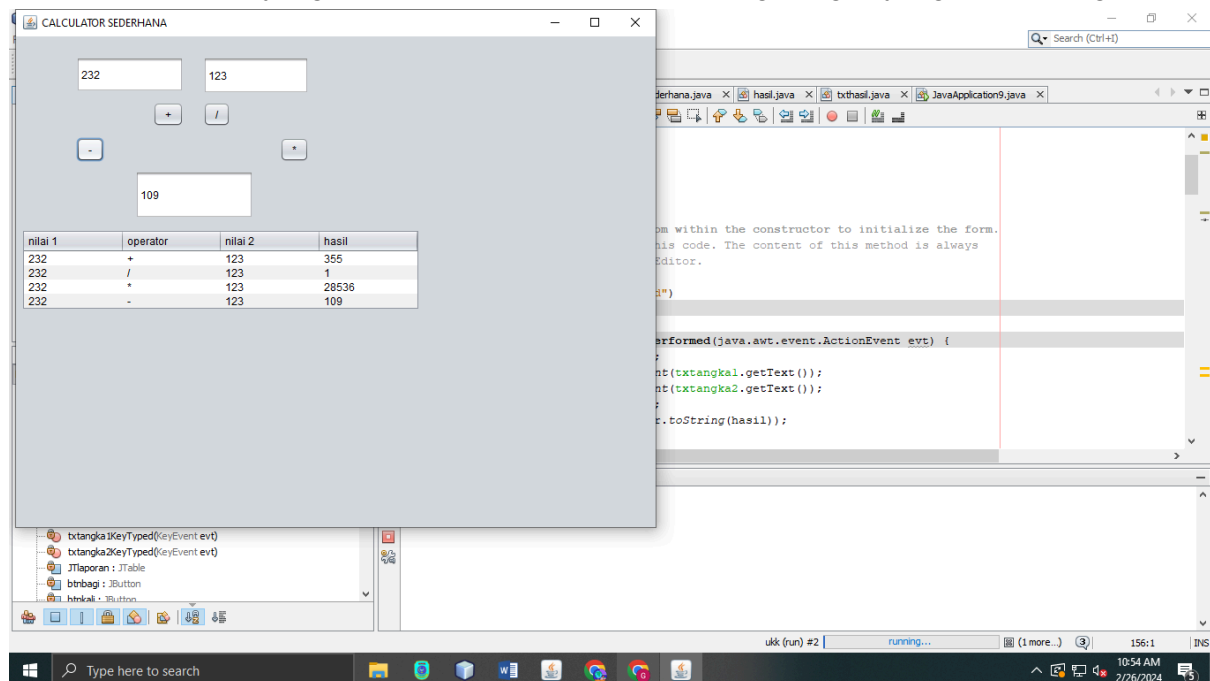 CALCULATOR SEDERHANA
Search (Ctrl+I)
232 123
derhana.java hasil.java txthasil.java JavaApplication9.java
+ /
- *
109
nilai 1 operator nilai 2 hasil
232 + 123 355
232 / 123 1
232 * 123 28536
232 - 123 109
om within the constructor to initialize the form.
his code. The content of this method is always
Editor.
d")
erformed(java.awt.event.ActionEvent evt) {
;
nt(txtangka1.getText());
nt(txtangka2.getText());
;
r.toString(hasil));
txtangka1KeyTyped(KeyEvent evt)
txtangka2KeyTyped(KeyEvent evt)
JTlaporan : JTable
btnbagi : JButton
btnkali : JButton
ukk (run) #2 running... (1 more...) 3 156:1 INS
Type here to search
10:54 AM
2/26/2024
5